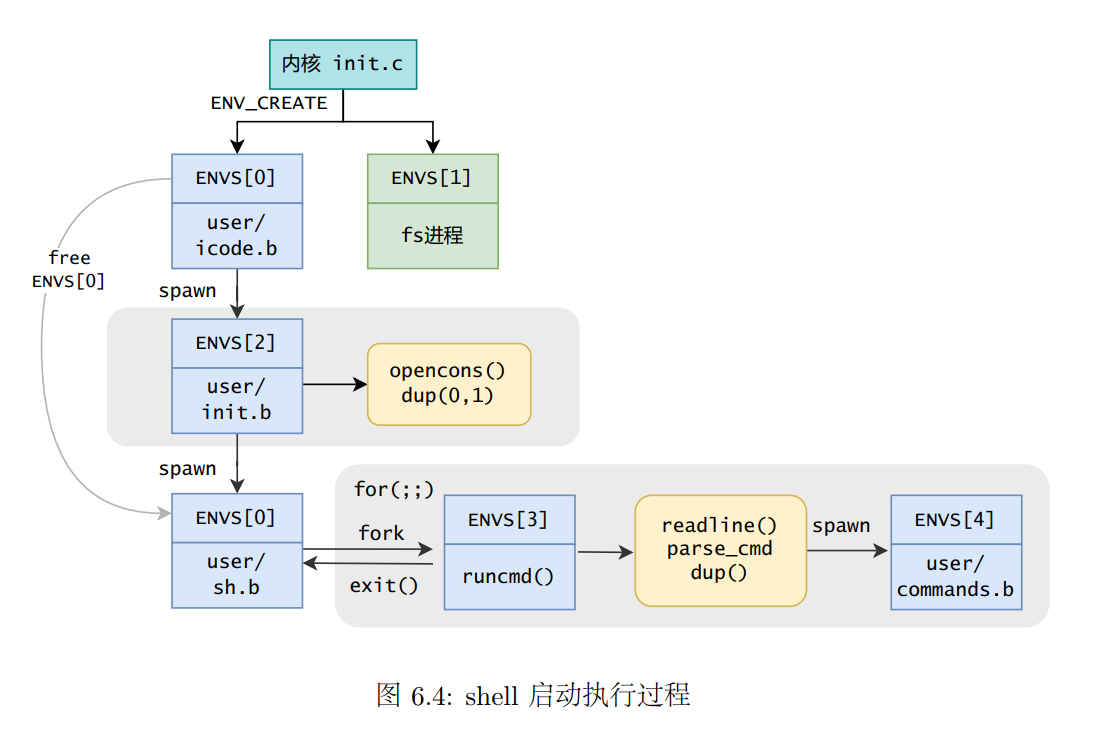 内核 init.c
ENV_CREATE
ENVS[0]
user/
icode.b
ENVS[1]
fs进程
free
ENVS[0]
spawn
ENVS[2]
user/
init.b
opencons()
dup(0,1)
spawn
ENVS[0]
user/
sh.b
for(;;)
fork
exit()
ENVS[3]
runcmd()
readline()
parse_cmd
dup()
spawn
ENVS[4]
user/
commands.b
图 6.4: shell 启动执行过程